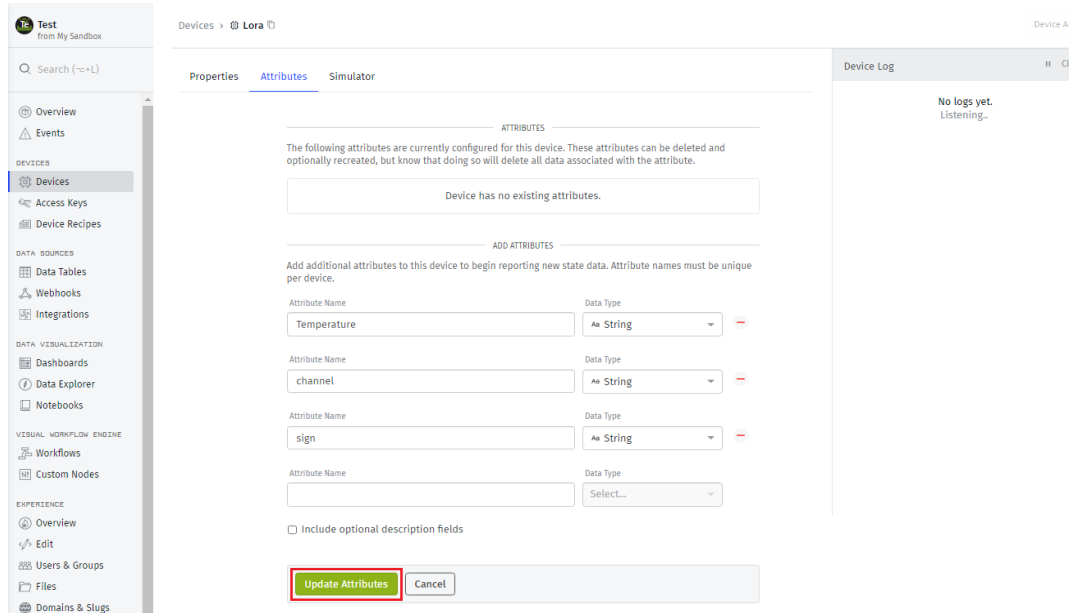 Te Test
from My Sandbox
Search (⌥+L)
Overview
Events
DEVICES
Devices
Access Keys
Device Recipes
DATA SOURCES
Data Tables
Webhooks
Integrations
DATA VISUALIZATION
Dashboards
Data Explorer
Notebooks
VISUAL WORKFLOW ENGINE
Workflows
Custom Nodes
EXPERIENCE
Overview
Edit
Users & Groups
Files
Domains & Slugs
Devices › Lora
Device A
Properties Attributes Simulator
ATTRIBUTES
The following attributes are currently configured for this device. These attributes can be deleted and
optionally recreated, but know that doing so will delete all data associated with the attribute.
Device has no existing attributes.
ADD ATTRIBUTES
Add additional attributes to this device to begin reporting new state data. Attribute names must be unique
per device.
Attribute Name Data Type
Temperature Aa String
Attribute Name Data Type
channel Aa String
Attribute Name Data Type
sign Aa String
Attribute Name Data Type
Select...
Include optional description fields
Update Attributes Cancel
Device Log
No logs yet.
Listening..